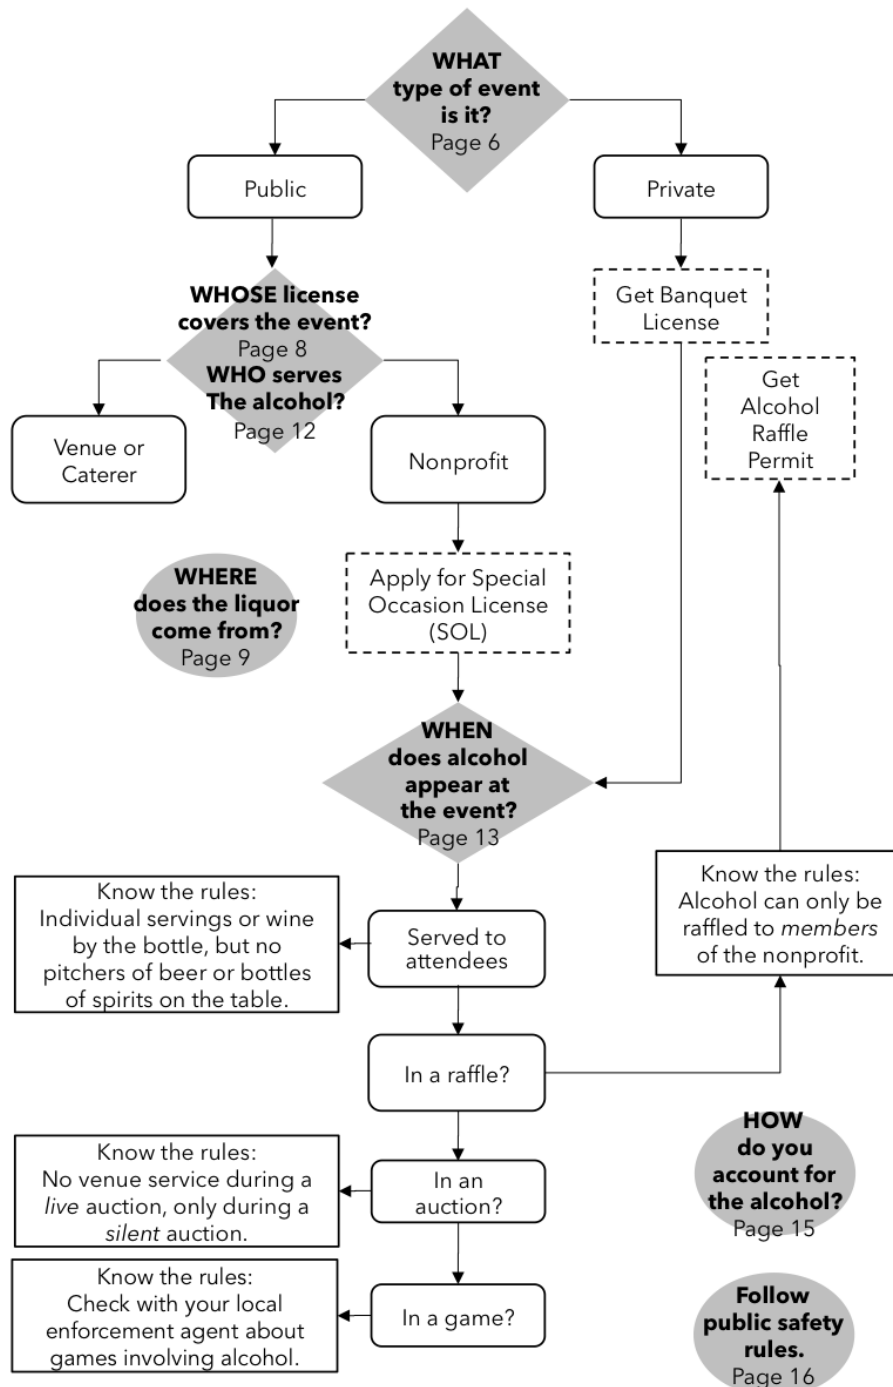 WHAT
type of event
is it?
Page 6
Public
Private
WHOSE license
covers the event?
Page 8
WHO serves
The alcohol?
Page 12
Get Banquet
License
Get
Alcohol
Raffle
Permit
Venue or
Caterer
Nonprofit
WHERE
does the liquor
come from?
Page 9
Apply for Special
Occasion License
(SOL)
WHEN
does alcohol
appear at
the event?
Page 13
Know the rules:
Individual servings or wine
by the bottle, but no
pitchers of beer or bottles
of spirits on the table.
Served to
attendees
Know the rules:
Alcohol can only be
raffled to members
of the nonprofit.
In a raffle?
Know the rules:
No venue service during a
live auction, only during a
silent auction.
In an
auction?
HOW
do you
account for
the alcohol?
Page 15
Know the rules:
Check with your local
enforcement agent about
games involving alcohol.
In a game?
Follow
public safety
rules.
Page 16